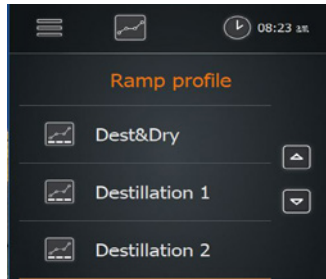 08:23 am
Ramp profile
Dest&Dry
Destillation 1
Destillation 2